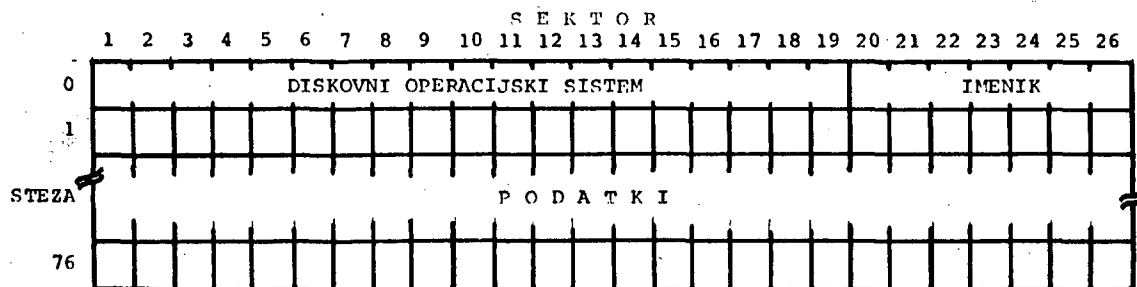 S E K T O R
1 2 3 4 5 6 7 8 9 10 11 12 13 14 15 16 17 18 19 20 21 22 23 24 25 26
0 DISKOVNI OPERACIJSKI SISTEM IMENIK
1
STEZA P O D A T K I
76